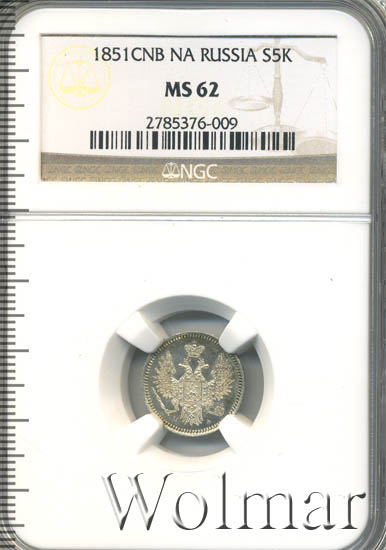 1851CNB NA RUSSIA S5K
MS 62
2785376-009
NGC
Wolmar